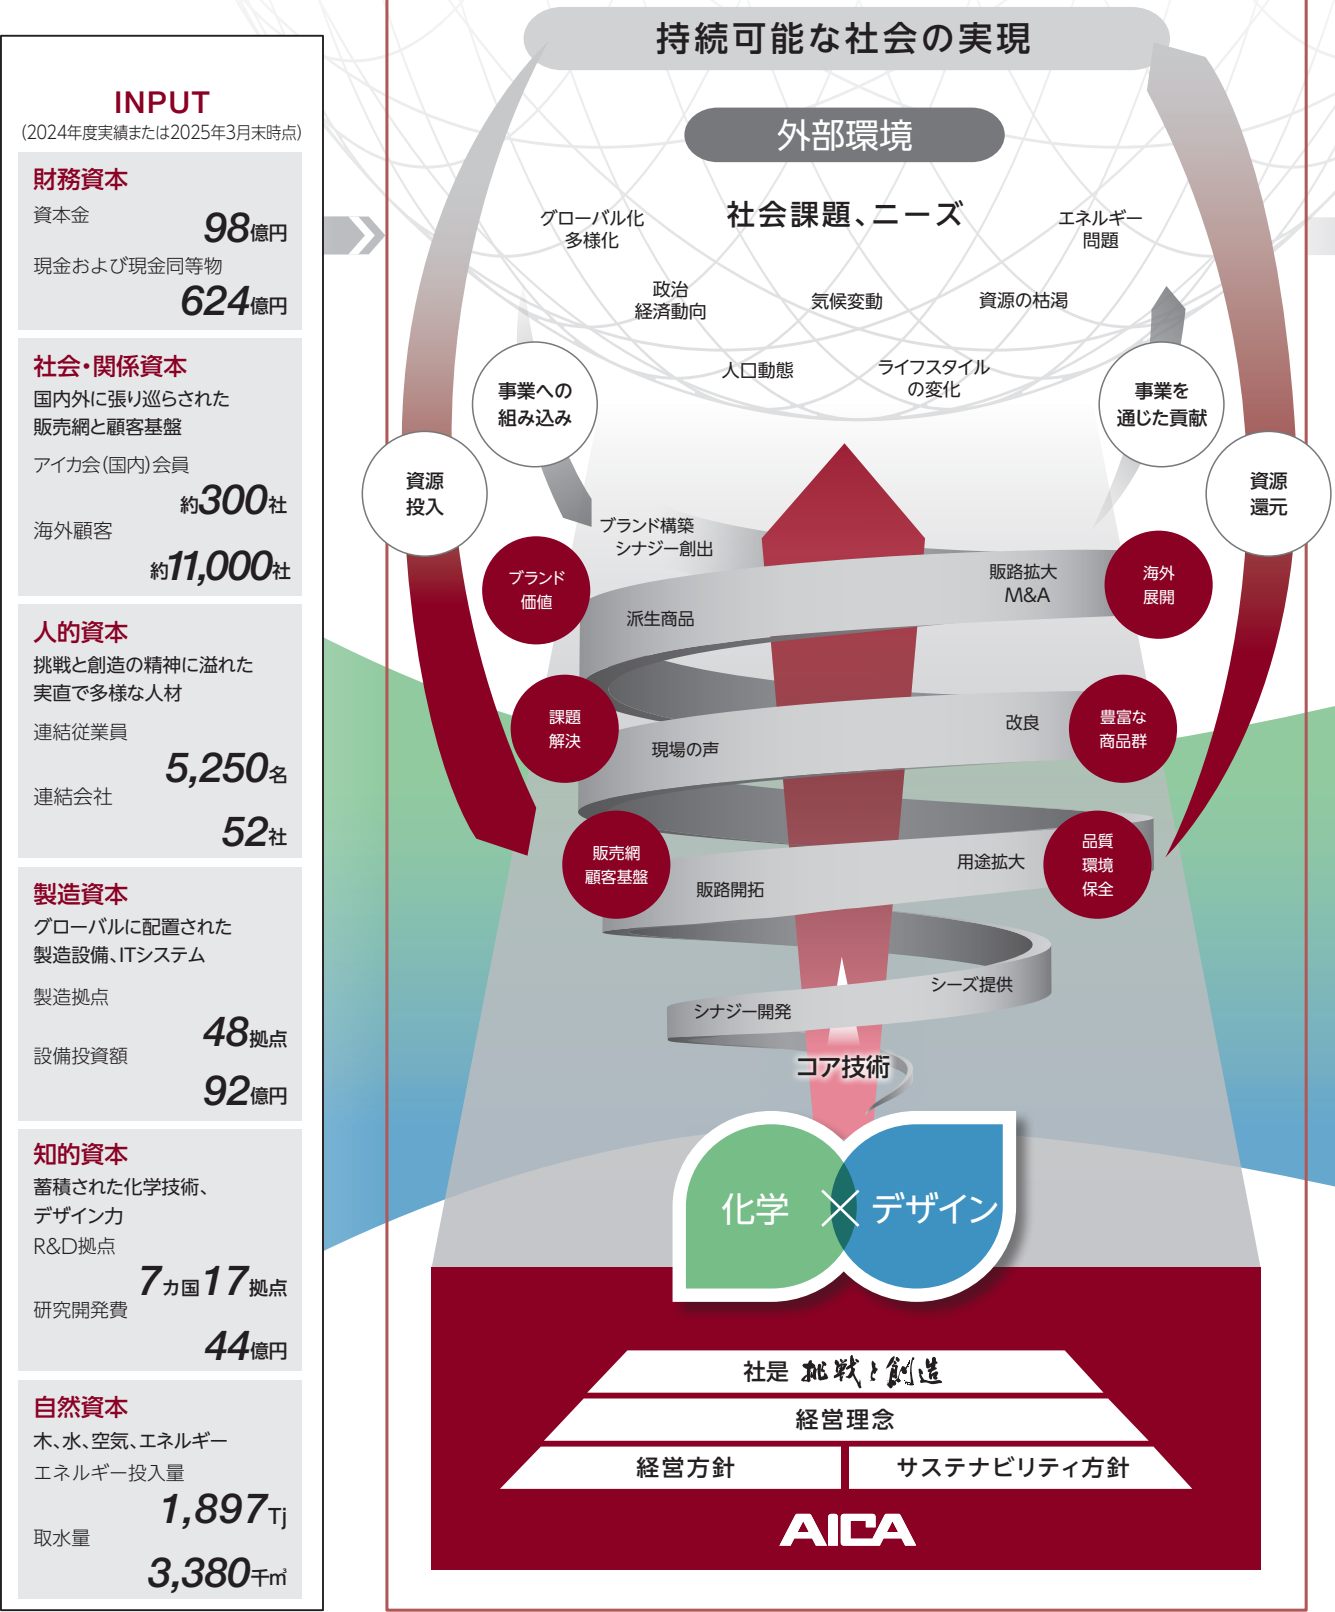 INPUT
(2024年度実績または2025年3月末時点)
財務資本
資本金
98億円
現金および現金同等物
624億円
社会・関係資本
国内外に張り巡らされた
販売網と顧客基盤
アイカ会(国内)会員
約300社
海外顧客
約11,000社
人的資本
挑戦と創造の精神に溢れた
実直で多様な人材
連結従業員
5,250名
連結会社
52社
製造資本
グローバルに配置された
製造設備、ITシステム
製造拠点
48拠点
設備投資額
92億円
知的資本
蓄積された化学技術、
デザイン力
R&D拠点
7カ国17拠点
研究開発費
44億円
自然資本
木、水、空気、エネルギー
エネルギー投入量
1,897Tj
取水量
3,380千㎥
持続可能な社会の実現
外部環境
社会課題、ニーズ
グローバル化
多様化
エネルギー
問題
政治
経済動向
気候変動
資源の枯渇
人口動態
ライフスタイル
の変化
事業への
組み込み
事業を
通じた貢献
資源
投入
資源
還元
ブランド構築
シナジー創出
ブランド
価値
販路拡大
M&A
海外
展開
派生商品
課題
解決
現場の声
改良
豊富な
商品群
販売網
顧客基盤
販路開拓
用途拡大
品質
環境
保全
シナジー開発
シーズ提供
コア技術
化学×デザイン
社是 挑戦と創造
経営理念
経営方針
サステナビリティ方針
AICA